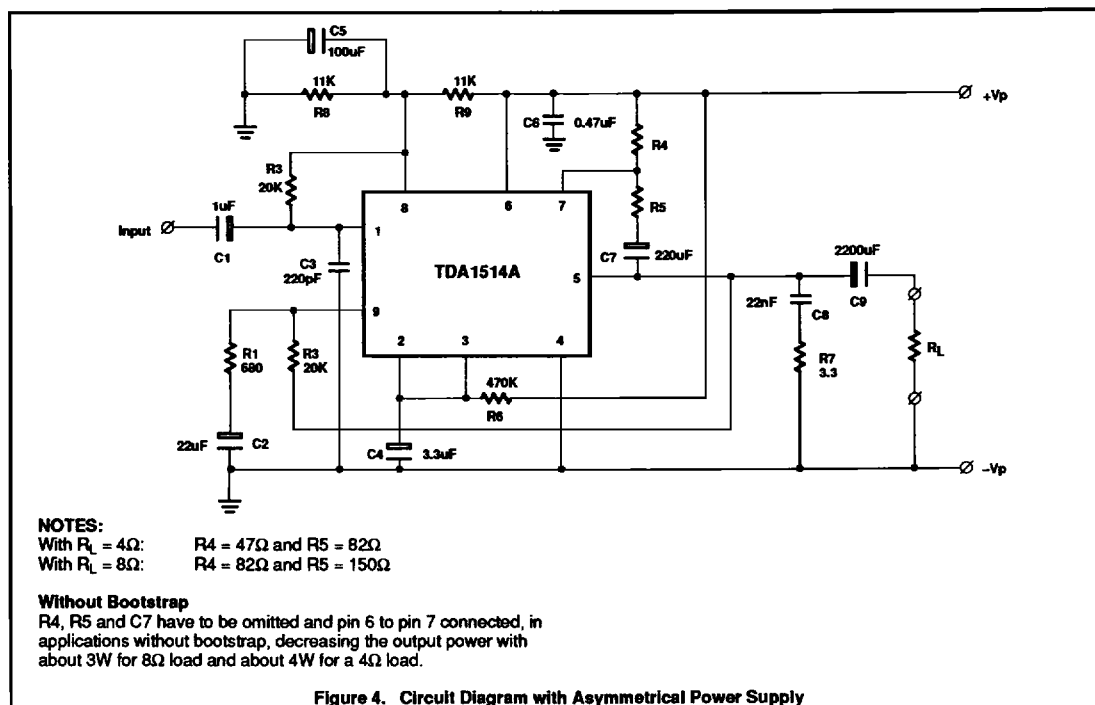 C5
100uF
11K
R8
11K
R9
+Vp
C6
0.47uF
R4
R3
20K
8
6
7
R5
Input
1uF
C1
1
C3
220pF
TDA1514A
C7
220uF
5
2200uF
C9
22nF
C8
RL
9
R1
680
R3
20K
2
3
4
R7
3.3
470K
R6
22uF
C2
C4
3.3uF
–Vp
NOTES:
With RL = 4Ω: R4 = 47Ω and R5 = 82Ω
With RL = 8Ω: R4 = 82Ω and R5 = 150Ω
Without Bootstrap
R4, R5 and C7 have to be omitted and pin 6 to pin 7 connected, in
applications without bootstrap, decreasing the output power with
about 3W for 8Ω load and about 4W for a 4Ω load.
Figure 4. Circuit Diagram with Asymmetrical Power Supply